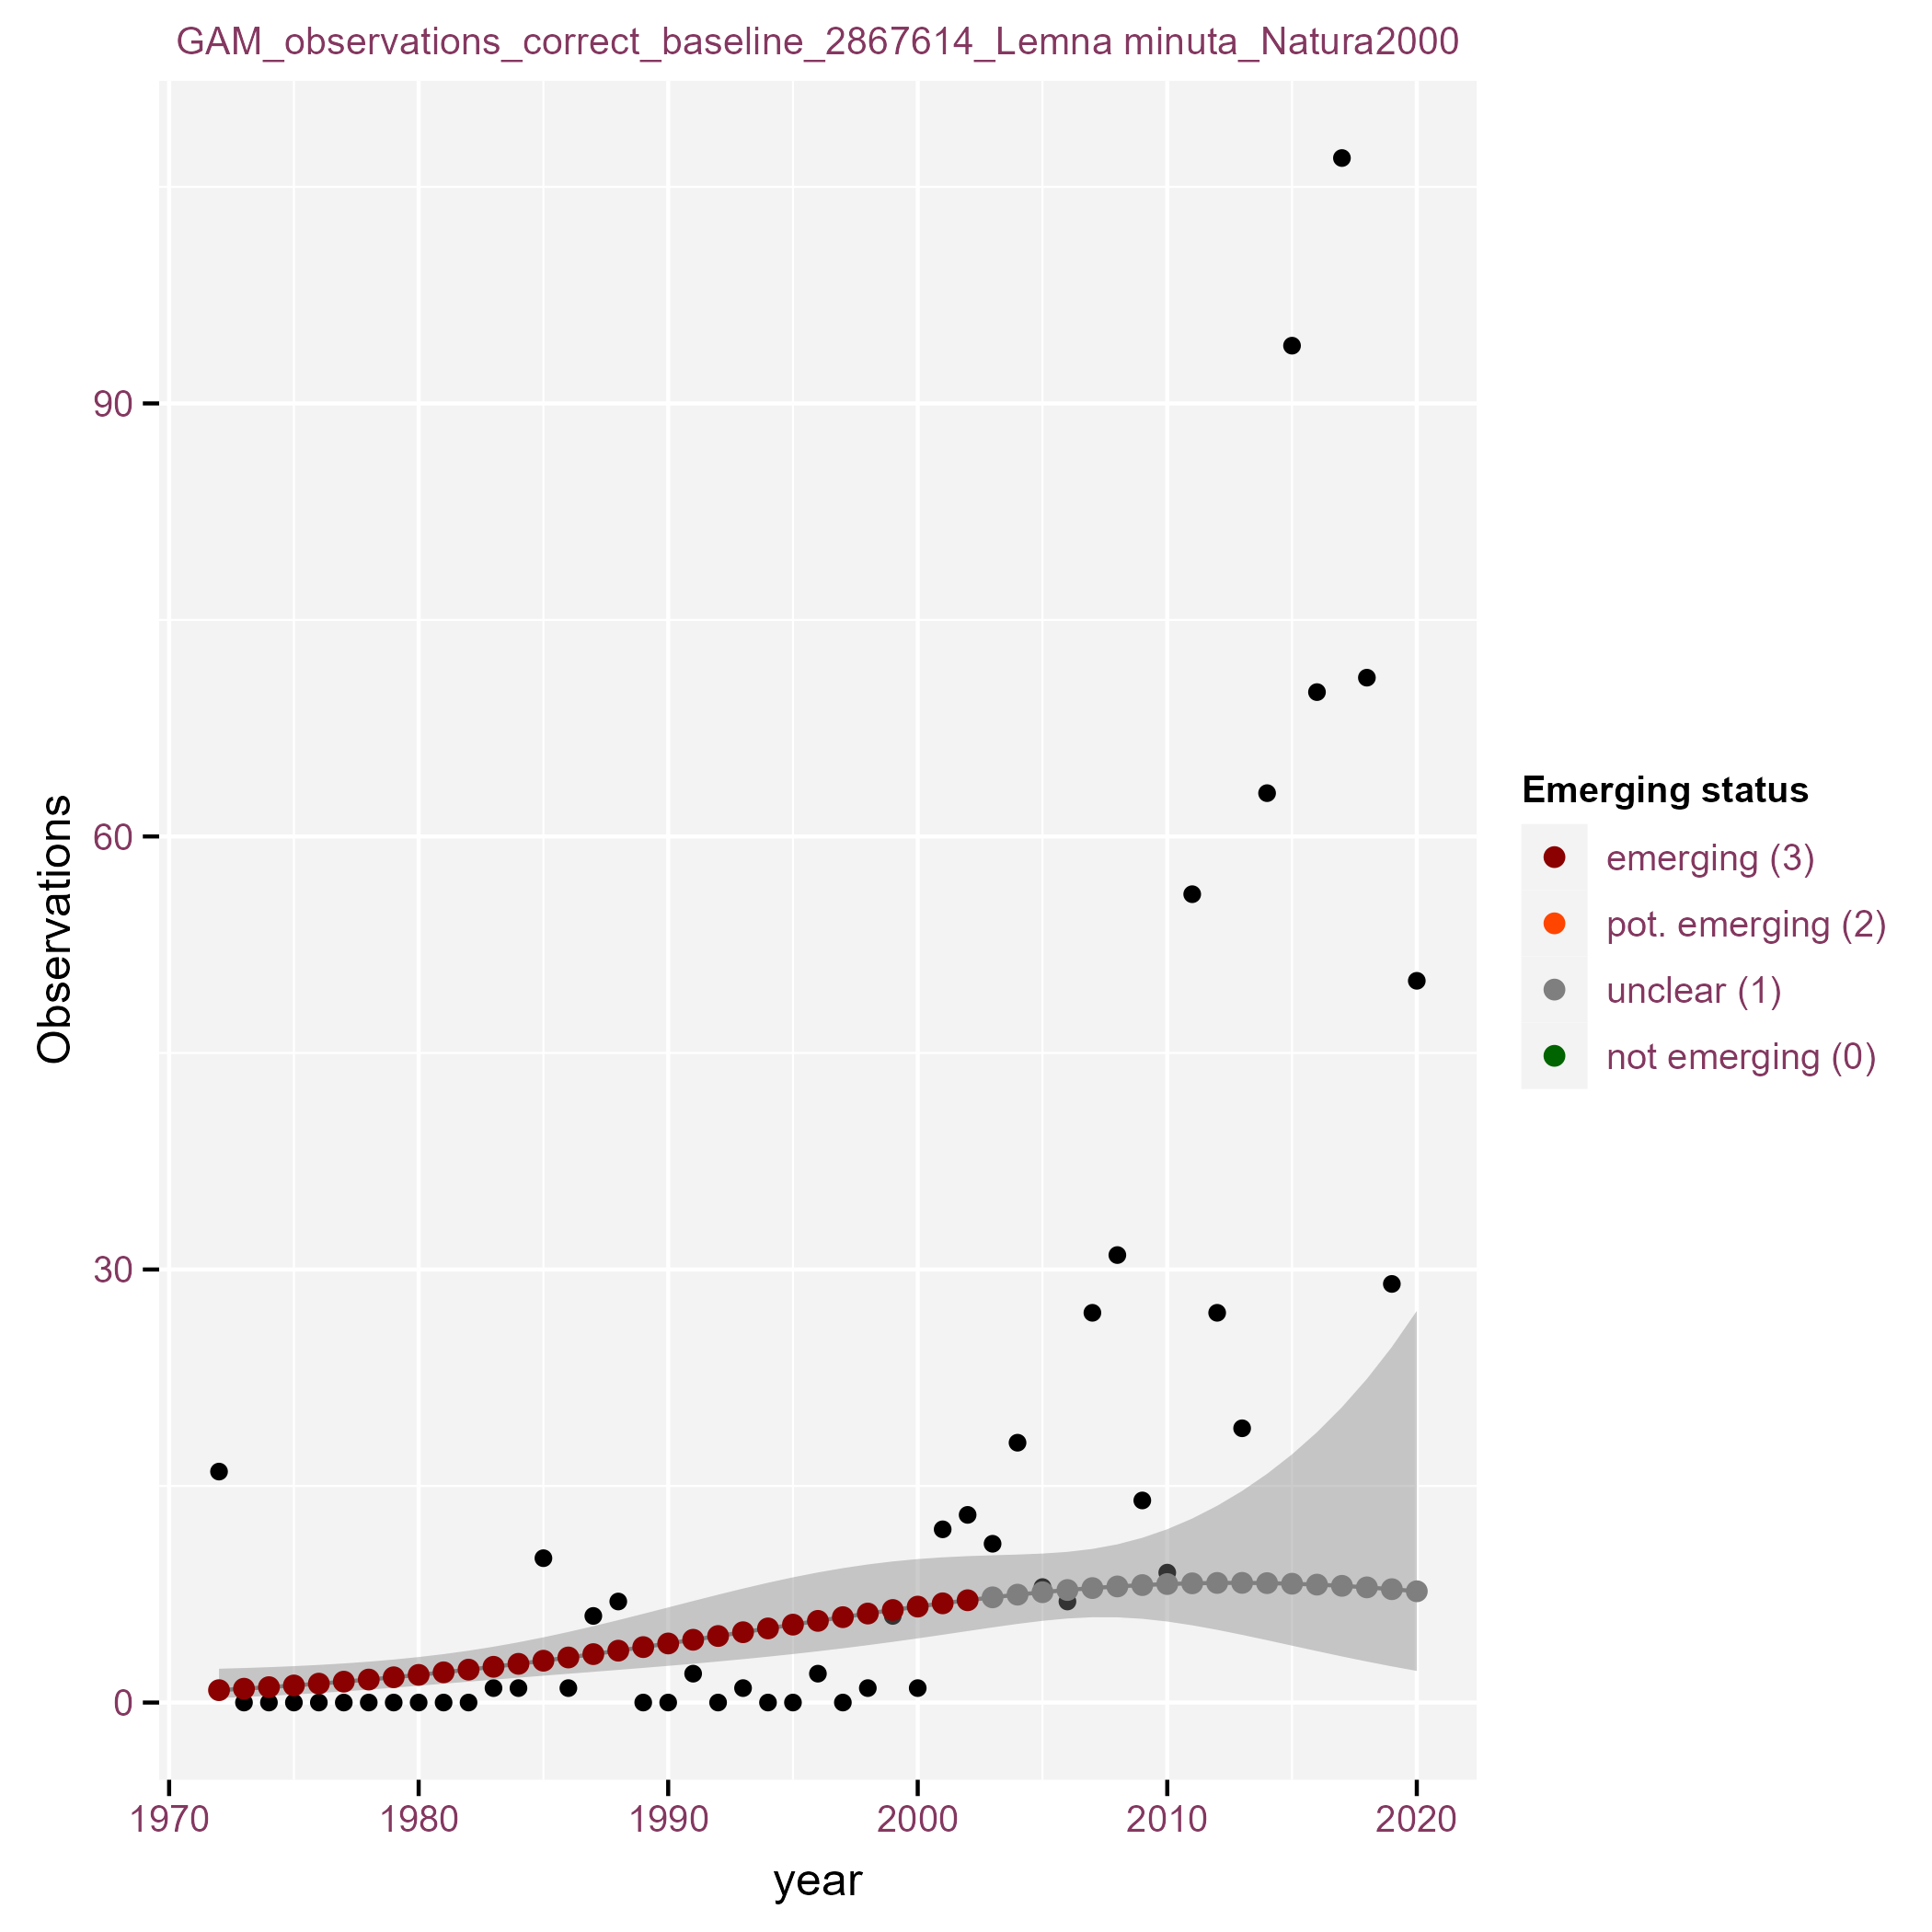 GAM_observations_correct_baseline_2867614_Lemna minuta_Natura2000
Observations
90
60
30
0
1970 1980 1990 2000 2010 2020
year
Emerging status
emerging (3)
pot. emerging (2)
unclear (1)
not emerging (0)